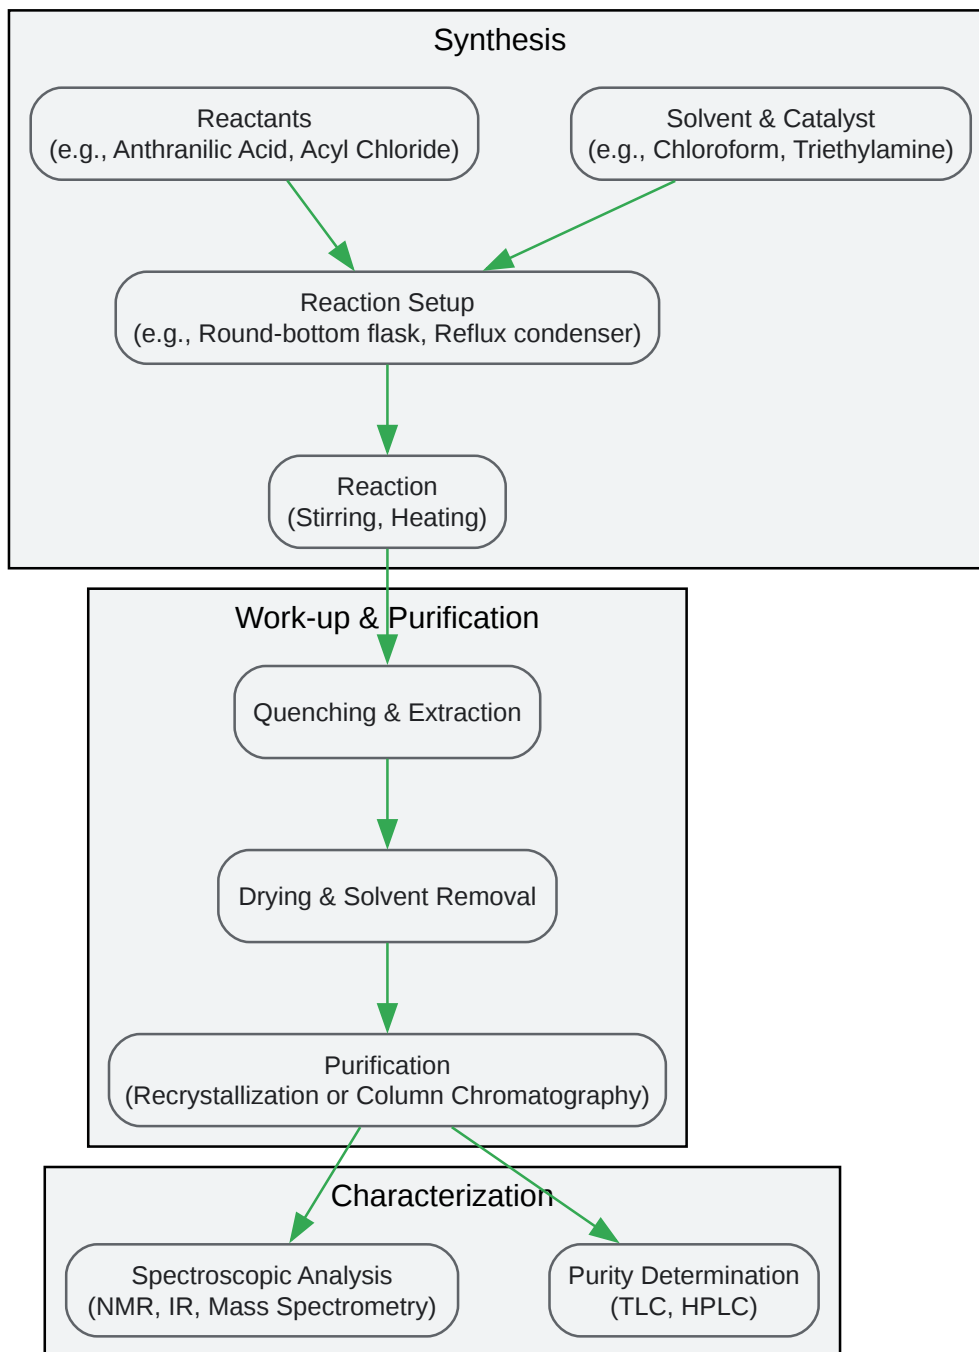 Synthesis
Reactants
(e.g., Anthranilic Acid, Acyl Chloride)
Solvent & Catalyst
(e.g., Chloroform, Triethylamine)
Reaction Setup
(e.g., Round-bottom flask, Reflux condenser)
Reaction
(Stirring, Heating)
Work-up & Purification
Quenching & Extraction
Drying & Solvent Removal
Purification
(Recrystallization or Column Chromatography)
Characterization
Spectroscopic Analysis
(NMR, IR, Mass Spectrometry)
Purity Determination
(TLC, HPLC)